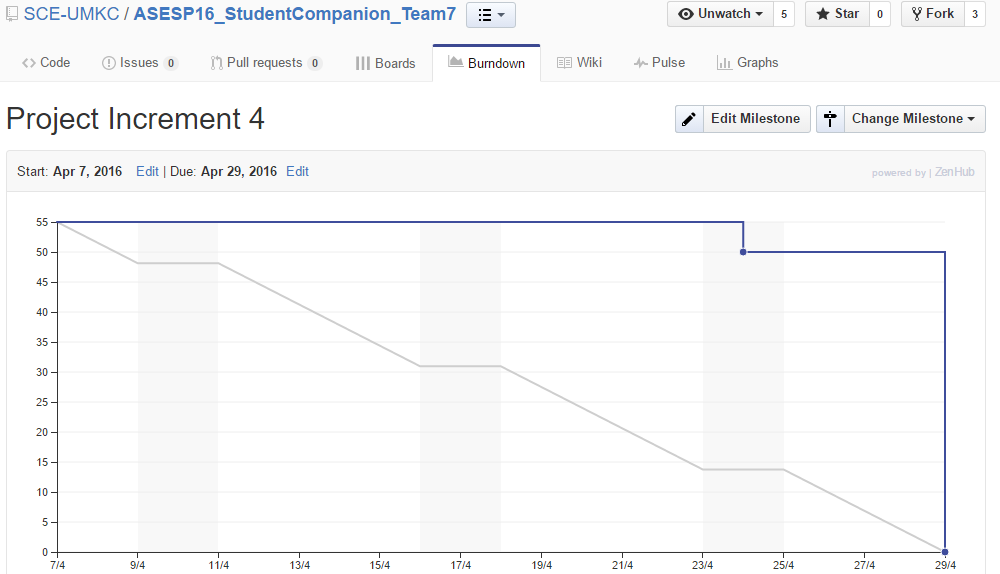 SCE-UMKC / ASESP16_StudentCompanion_Team7
Unwatch 5 Star 0 Fork 3
Code Issues 0 Pull requests 0 Boards Burndown Wiki Pulse Graphs
Project Increment 4
Edit Milestone Change Milestone
Start: Apr 7, 2016 Edit | Due: Apr 29, 2016 Edit
powered by | ZenHub
55
50
45
40
35
30
25
20
15
10
5
0
7/4 9/4 11/4 13/4 15/4 17/4 19/4 21/4 23/4 25/4 27/4 29/4